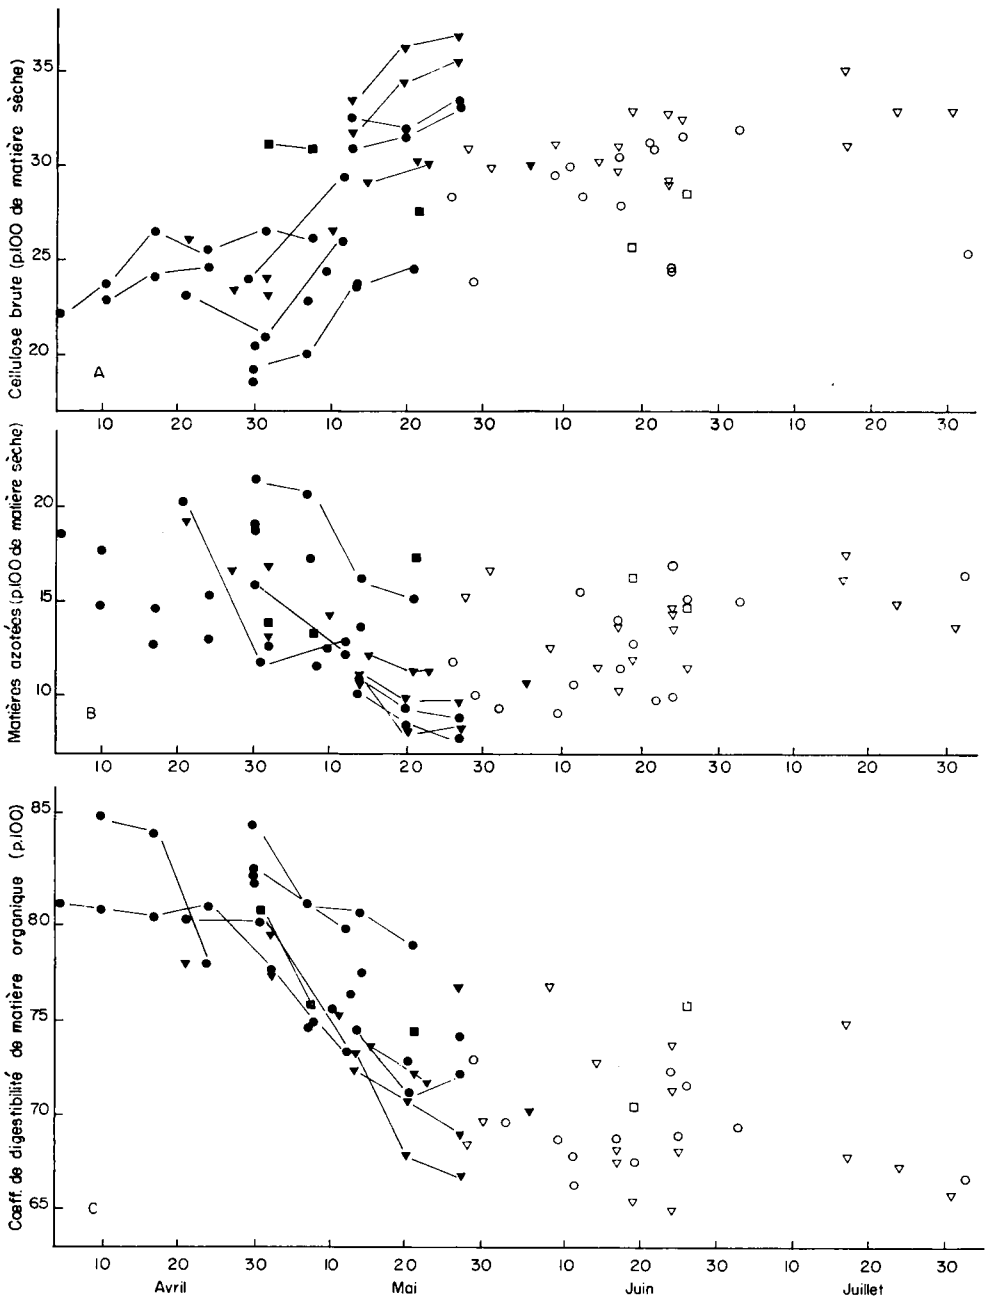 Cellulose brute (p.100 de matière sèche)
35
30
25
20
A
10 20 30 10 20 30 10 20 30 10 20 30
Matières azotées (p.100 de matière sèche)
20
15
10
B
10 20 30 10 20 30 10 20 30 10 20 30
Cœff. de digestibilité de matière organique (p.100)
85
80
75
70
65
C
10 20 30 10 20 30 10 20 30 10 20 30
Avril Mai Juin Juillet